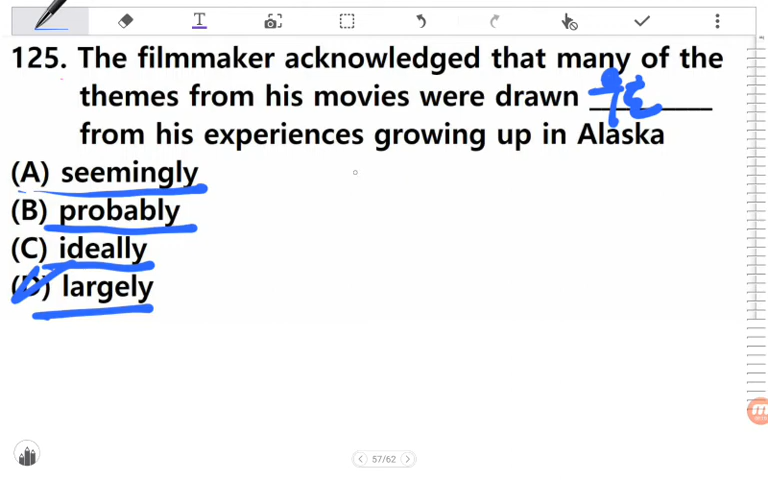 125. The filmmaker acknowledged that many of the
themes from his movies were drawn ________
from his experiences growing up in Alaska
(A) seemingly
(B) probably
(C) ideally
(D) largely
57/62